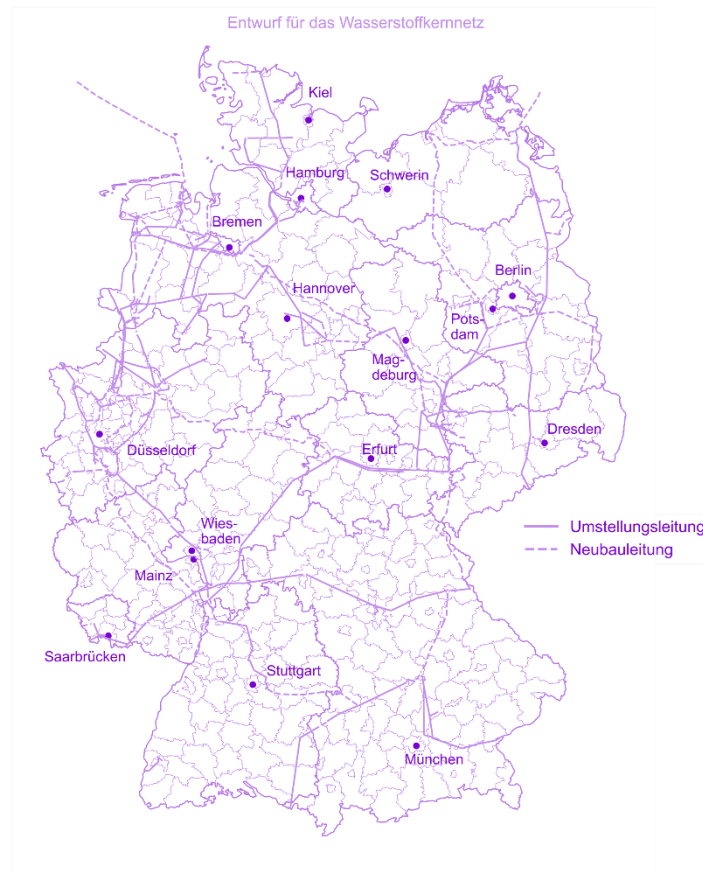 Entwurf für das Wasserstoffkernnetz
Kiel
Hamburg
Schwerin
Bremen
Berlin
Hannover
Pots-
dam
Mag-
deburg
Dresden
Düsseldorf
Erfurt
Wies-
baden
Umstellungsleitung
Neubauleitung
Mainz
Saarbrücken
Stuttgart
München